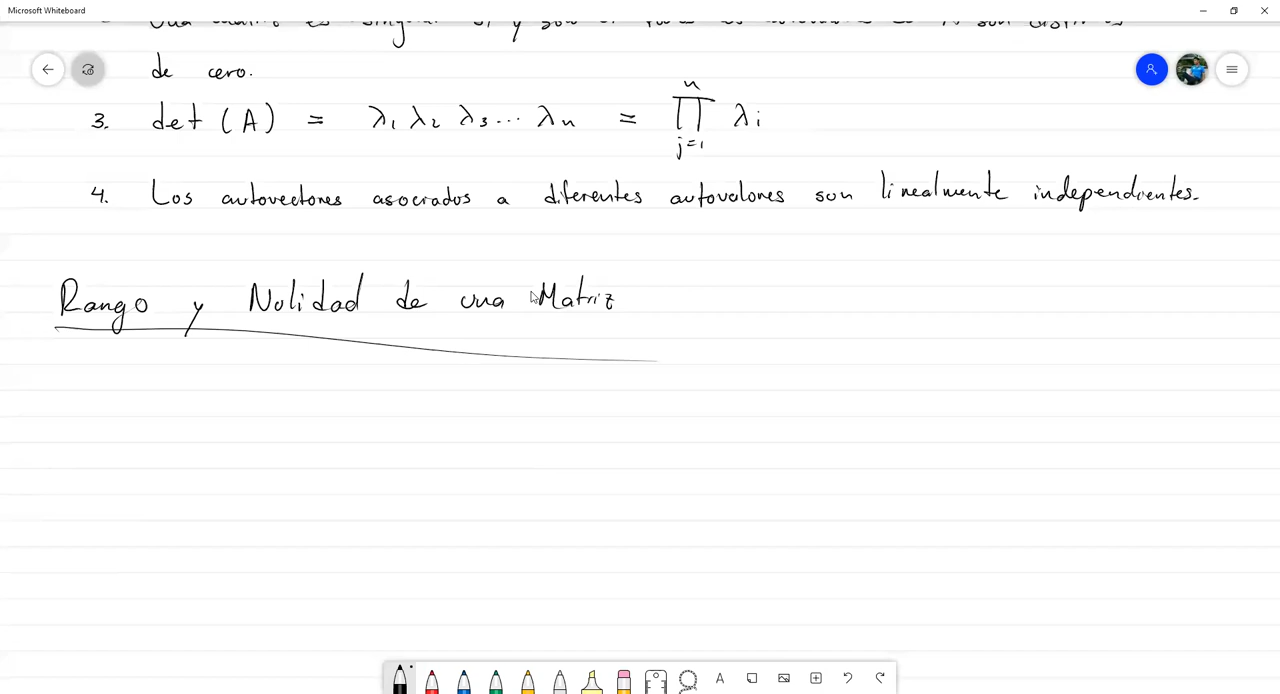 Microsoft Whiteboard
de cero.
3. det (A) = λ1 λ2 λ3... λn = ∏ λi
n
j=1
4. Los autovectores asociados a diferentes autovalores son linealmente independientes.
Rango y Nulidad de una Matriz
A